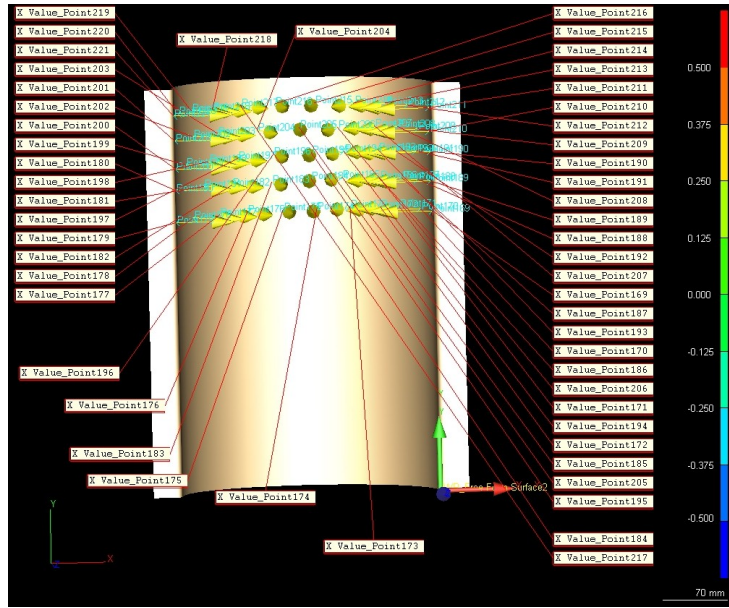 X Value_Point219
X Value_Point220
X Value_Point221
X Value_Point203
X Value_Point201
X Value_Point202
X Value_Point200
X Value_Point199
X Value_Point180
X Value_Point198
X Value_Point181
X Value_Point197
X Value_Point179
X Value_Point182
X Value_Point178
X Value_Point177
X Value_Point218
X Value_Point204
X Value_Point196
X Value_Point176
X Value_Point183
X Value_Point175
X Value_Point174
X Value_Point173
X Value_Point216
X Value_Point215
X Value_Point214
X Value_Point213
X Value_Point211
X Value_Point210
X Value_Point212
X Value_Point209
X Value_Point190
X Value_Point191
X Value_Point208
X Value_Point189
X Value_Point188
X Value_Point192
X Value_Point207
X Value_Point169
X Value_Point187
X Value_Point193
X Value_Point170
X Value_Point186
X Value_Point206
X Value_Point171
X Value_Point194
X Value_Point172
X Value_Point185
X Value_Point205
X Value_Point195
X Value_Point184
X Value_Point217
0.500
0.375
0.250
0.125
0.000
-0.125
-0.250
-0.375
-0.500
Surface2
Y
X
Z
70 mm